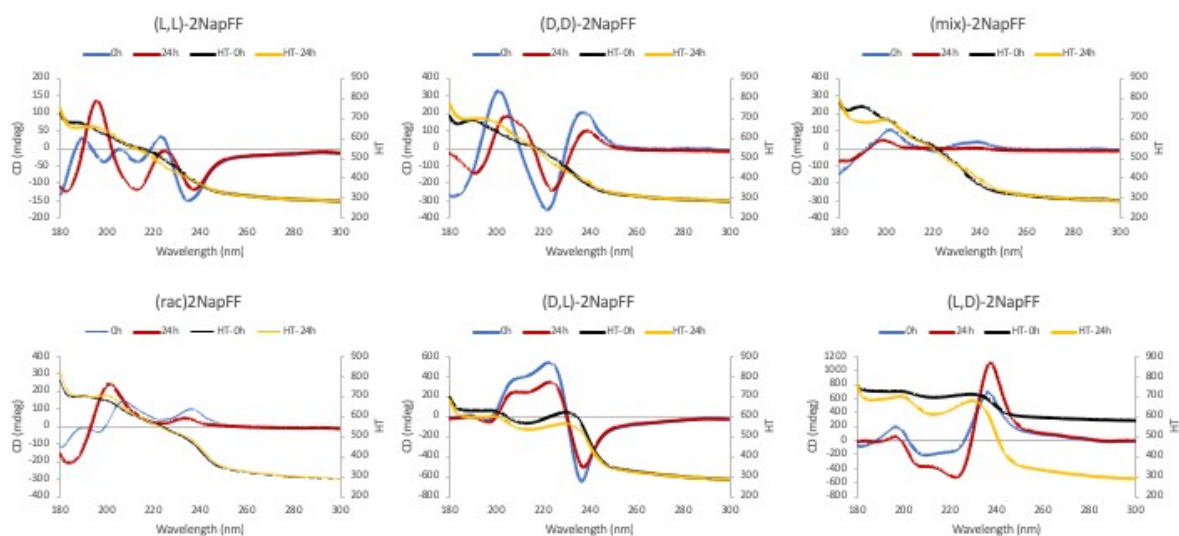 (L,L)-2NapFF
0h 24h HT-0h HT-24h
CD (mdeg)
200
150
100
50
0
-50
-100
-150
-200
900
800
700
600
500
400
300
200
HT
180 200 220 240 260 280 300
Wavelength (nm)
(D,D)-2NapFF
0h 24h HT-0h HT-24h
CD (mdeg)
400
300
200
100
0
-100
-200
-300
-400
900
800
700
600
500
400
300
200
HT
180 200 220 240 260 280 300
Wavelength (nm)
(mix)-2NapFF
0h 24h HT-0h HT-24h
CD (mdeg)
400
300
200
100
0
-100
-200
-300
-400
900
800
700
600
500
400
300
200
HT
180 200 220 240 260 280 300
Wavelength (nm)
(rac)2NapFF
0h 24h HT-0h HT-24h
CD (mdeg)
400
300
200
100
0
-100
-200
-300
-400
900
800
700
600
500
400
300
200
HT
180 200 220 240 260 280 300
Wavelength (nm)
(D,L)-2NapFF
0h 24h HT-0h HT-24h
CD (mdeg)
600
400
200
0
-200
-400
-600
-800
900
800
700
600
500
400
300
200
HT
180 200 220 240 260 280 300
Wavelength (nm)
(L,D)-2NapFF
0h 24h HT-0h HT-24h
CD (mdeg)
1200
1000
800
600
400
200
0
-200
-400
-600
-800
900
800
700
600
500
400
300
200
HT
180 200 220 240 260 280 300
Wavelength (nm)